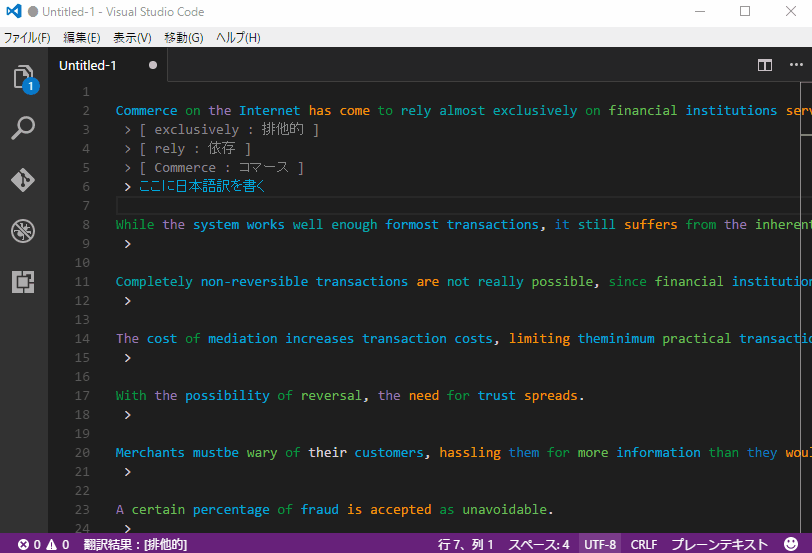 Untitled-1 - Visual Studio Code
ファイル(F) 編集(E) 表示(V) 移動(G) ヘルプ(H)
Untitled-1
1
1
2 Commerce on the Internet has come to rely almost exclusively on financial institutions serv
3 > [ exclusively : 排他的 ]
4 > [ rely : 依存 ]
5 > [ Commerce : コマース ]
6 > ここに日本語訳を書く
7
8 While the system works well enough formost transactions, it still suffers from the inherent
9 >
10
11 Completely non-reversible transactions are not really possible, since financial institution
12 >
13
14 The cost of mediation increases transaction costs, limiting theminimum practical transactio
15 >
16
17 With the possibility of reversal, the need for trust spreads.
18 >
19
20 Merchants mustbe wary of their customers, hassling them for more information than they woul
21 >
22
23 A certain percentage of fraud is accepted as unavoidable.
24 >
0 0 翻訳結果 : [排他的] 行 7、列 1 スペース: 4 UTF-8 CRLF プレーンテキスト